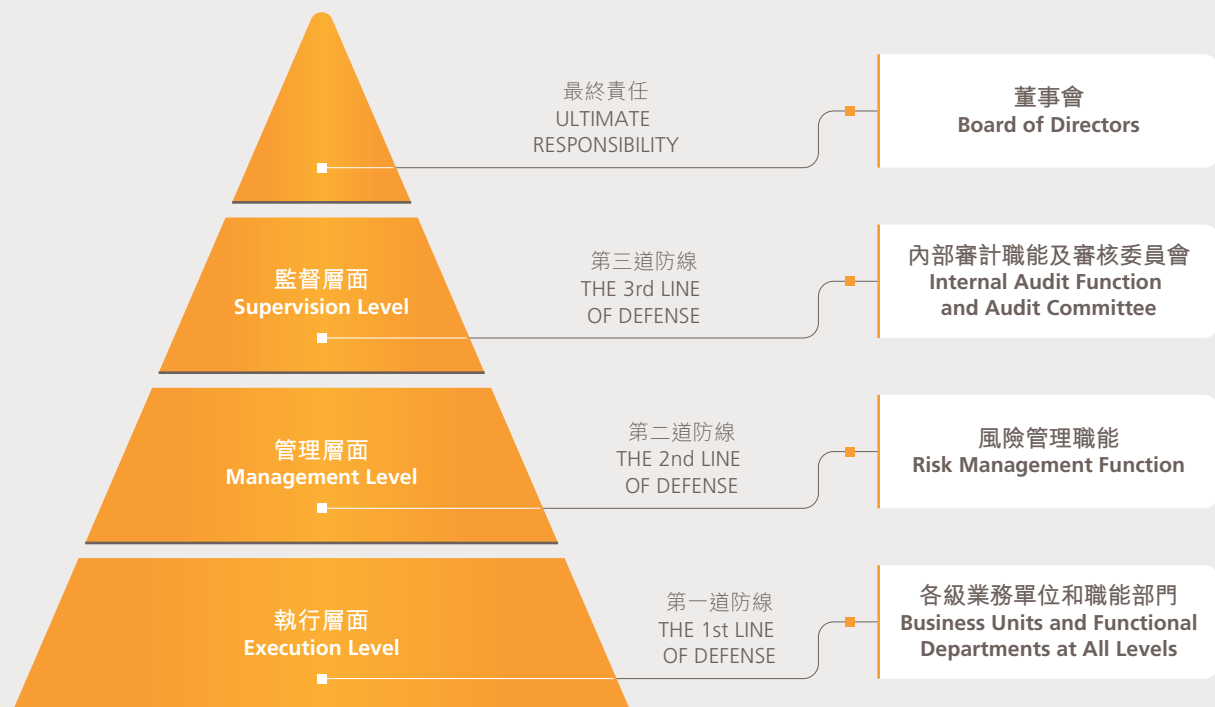 最終責任
ULTIMATE
RESPONSIBILITY
董事會
Board of Directors
監督層面
Supervision Level
第三道防線
THE 3rd LINE
OF DEFENSE
內部審計職能及審核委員會
Internal Audit Function
and Audit Committee
管理層面
Management Level
第二道防線
THE 2nd LINE
OF DEFENSE
風險管理職能
Risk Management Function
執行層面
Execution Level
第一道防線
THE 1st LINE
OF DEFENSE
各級業務單位和職能部門
Business Units and Functional
Departments at All Levels